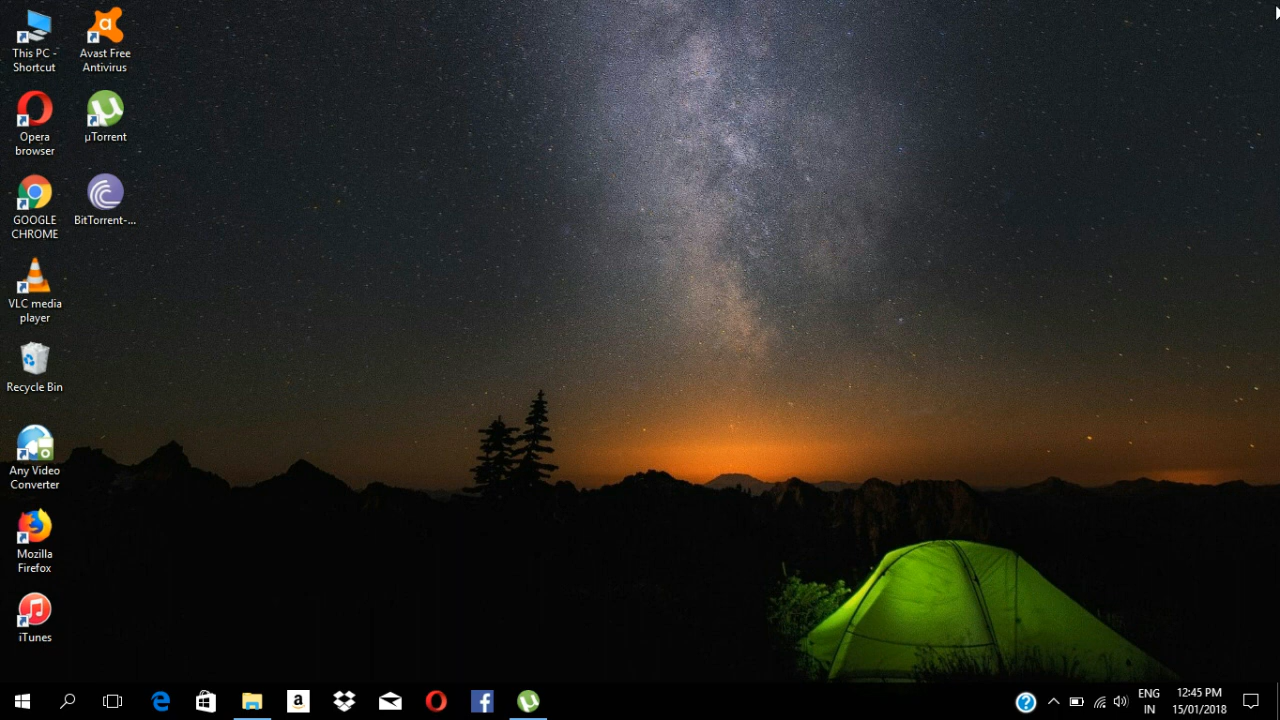 This PC -
Shortcut
Avast Free
Antivirus
Opera
browser
µTorrent
GOOGLE
CHROME
BitTorrent-...
VLC media
player
Recycle Bin
Any Video
Converter
Mozilla
Firefox
iTunes
ENG
IN
12:45 PM
15/01/2018